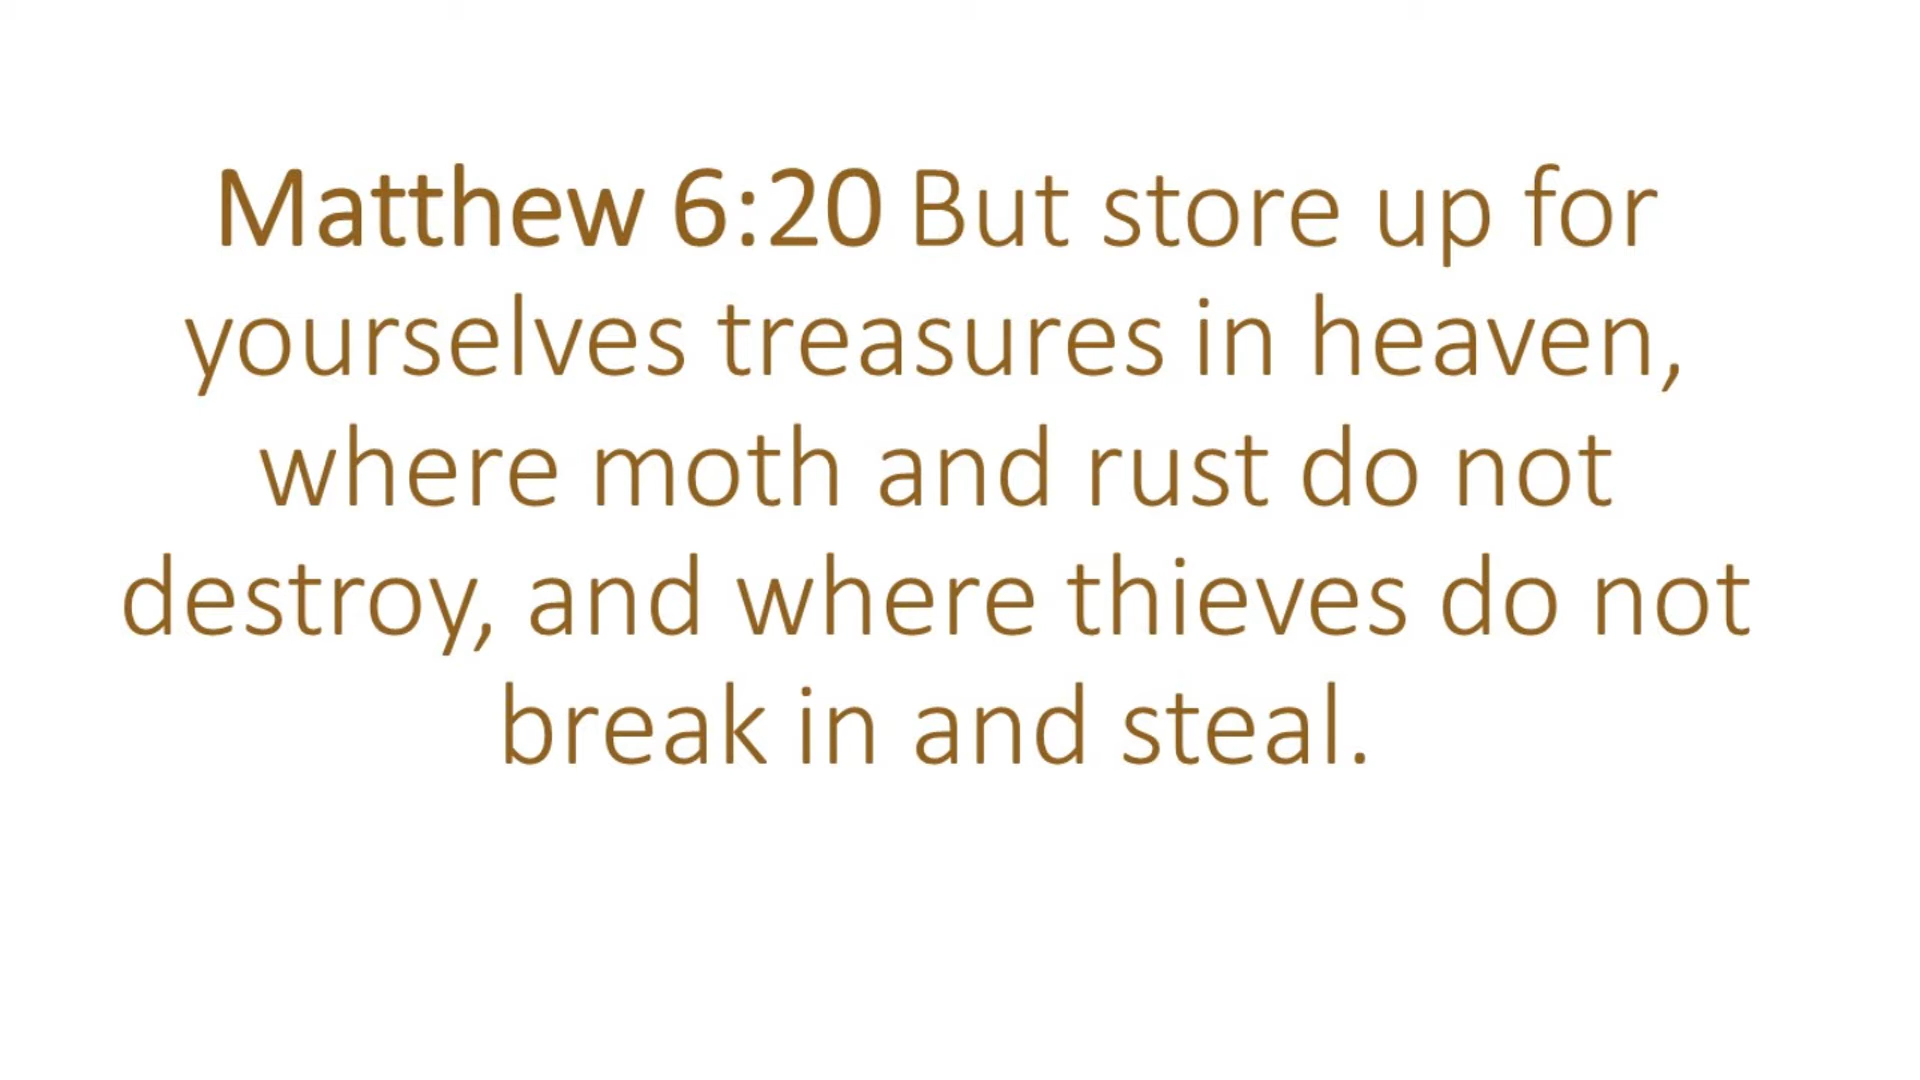 Matthew 6:20 But store up for
yourselves treasures in heaven,
where moth and rust do not
destroy, and where thieves do not
break in and steal.